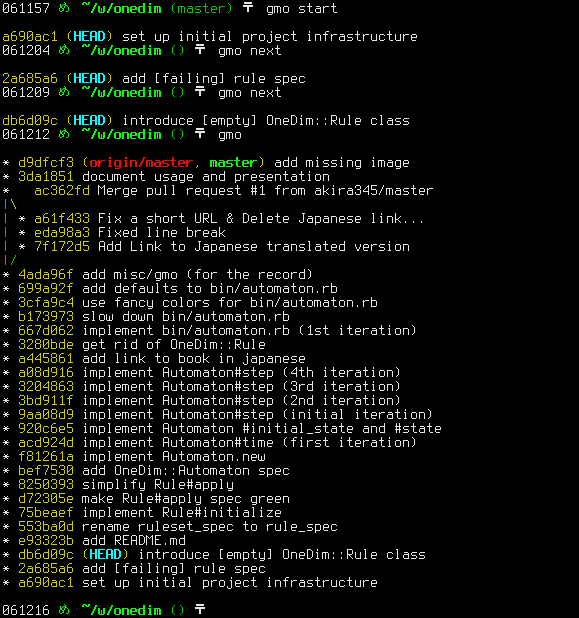 061157 め ~/w/onedim (master) 〒 gmo start
a690ac1 (HEAD) set up initial project infrastructure
061204 め ~/w/onedim () 〒 gmo next
2a685a6 (HEAD) add [failing] rule spec
061209 め ~/w/onedim () 〒 gmo next
db6d09c (HEAD) introduce [empty] OneDim::Rule class
061212 め ~/w/onedim () 〒 gmo
* d9dfcf3 (origin/master, master) add missing image
* 3da1851 document usage and presentation
*   ac362fd Merge pull request #1 from akira345/master
|\
| * a61f433 Fix a short URL & Delete Japanese link...
| * eda98a3 Fixed line break
| * 7f172d5 Add Link to Japanese translated version
|/
* 4ada96f add misc/gmo (for the record)
* 699a92f add defaults to bin/automaton.rb
* 3cfa9c4 use fancy colors for bin/automaton.rb
* b173973 slow down bin/automaton.rb
* 667d062 implement bin/automaton.rb (1st iteration)
* 3280bde get rid of OneDim::Rule
* a445861 add link to book in japanese
* a08d916 implement Automaton#step (4th iteration)
* 3204863 implement Automaton#step (3rd iteration)
* 3bd911f implement Automaton#step (2nd iteration)
* 9aa08d9 implement Automaton#step (initial iteration)
* 920c6e5 implement Automaton #initial_state and #state
* acd924d implement Automaton#time (first iteration)
* f81261a implement Automaton.new
* bef7530 add OneDim::Automaton spec
* 8250393 simplify Rule#apply
* d72305e make Rule#apply spec green
* 75beaef implement Rule#initialize
* 553ba0d rename ruleset_spec to rule_spec
* e93323b add README.md
* db6d09c (HEAD) introduce [empty] OneDim::Rule class
* 2a685a6 add [failing] rule spec
* a690ac1 set up initial project infrastructure
061216 め ~/w/onedim () 〒